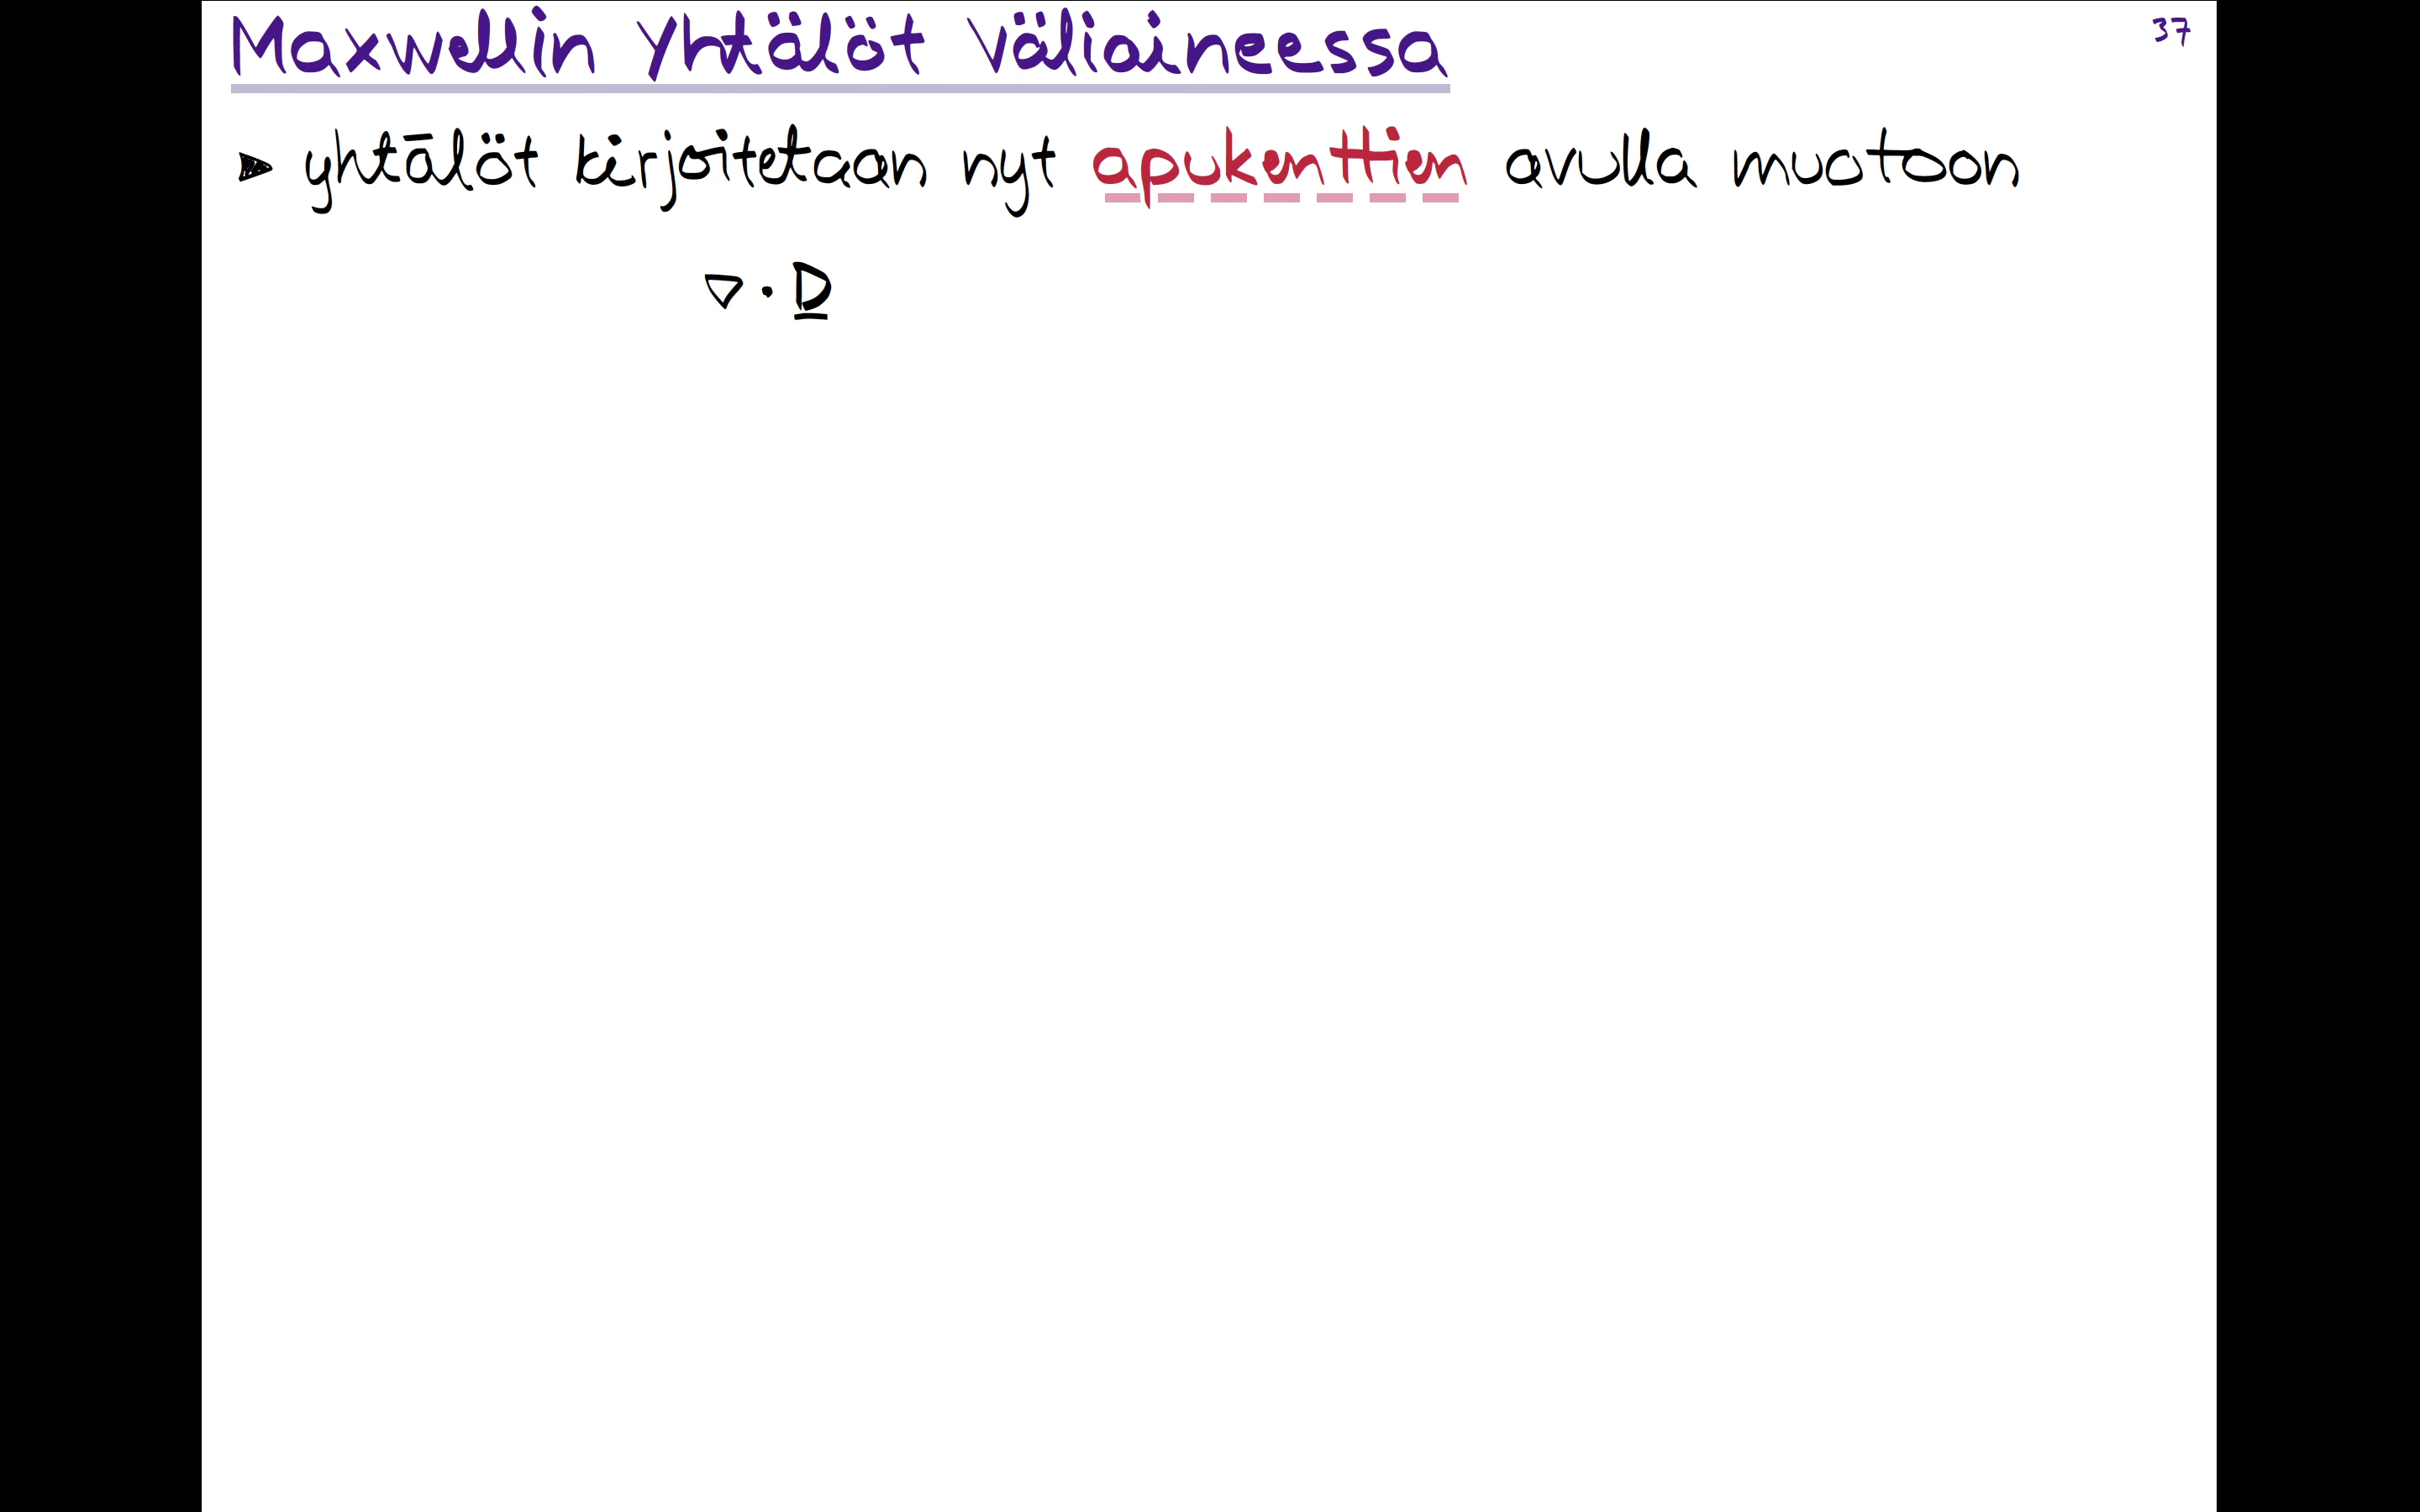 Maxwellin Yhtälöt Väliaineessa 37
▷ yhtälöt kirjoitetaan nyt apukenttien avulla muotoon
∇ · D